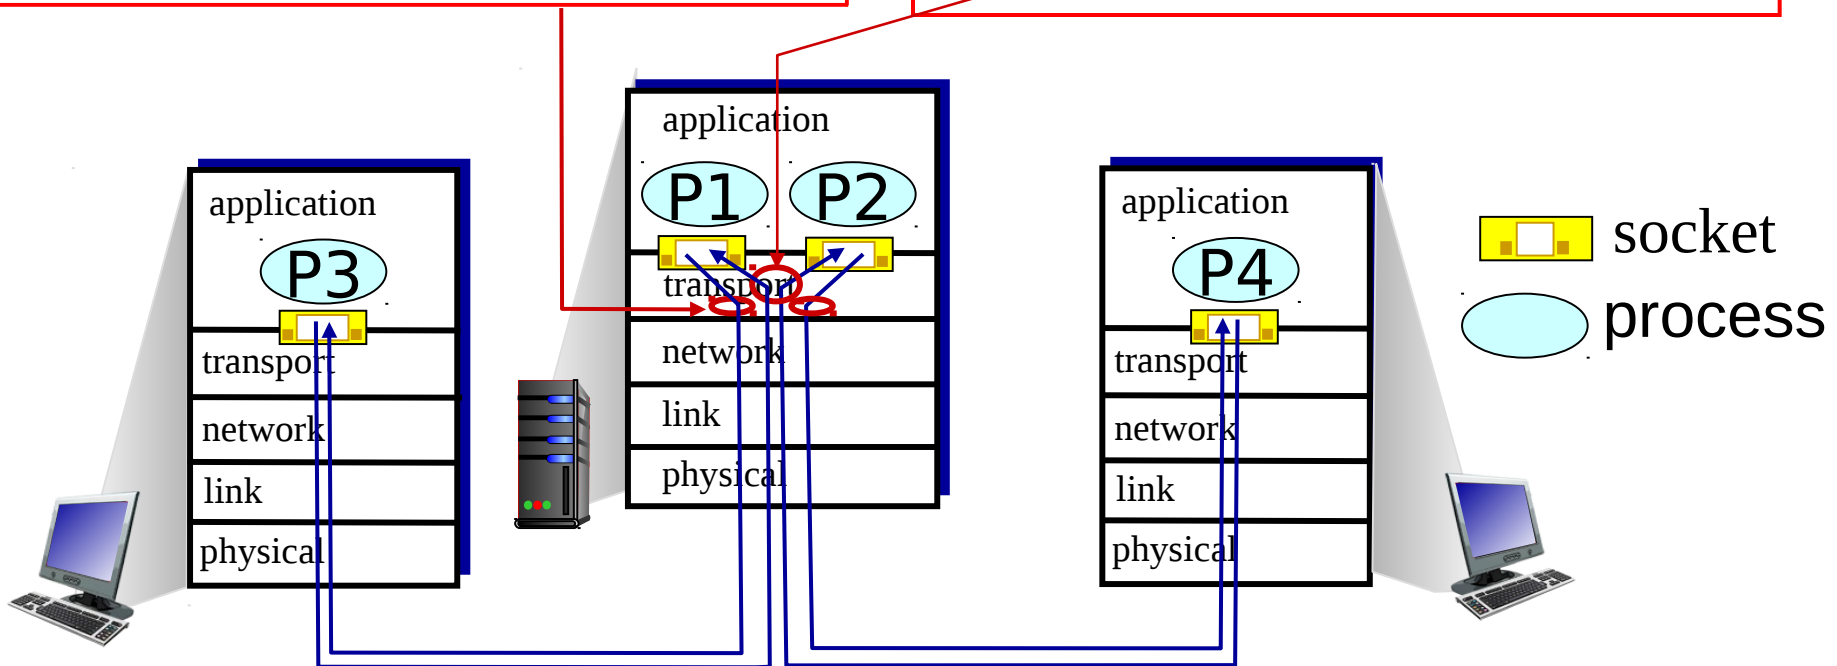 application
P3
transport
network
link
physical
application
P1 P2
transport
network
link
physical
application
P4
transport
network
link
physical
socket
process